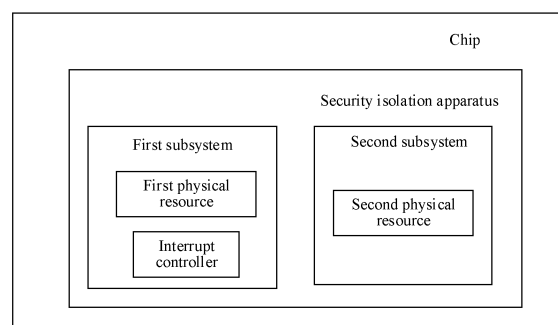 Chip
Security isolation apparatus
First subsystem
First physical
resource
Interrupt
controller
Second subsystem
Second physical
resource